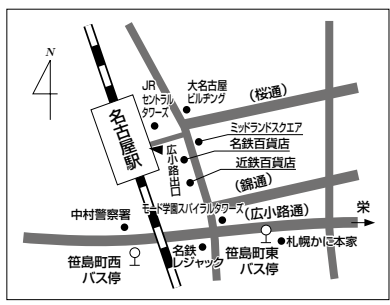 N
JR
セントラル
タワーズ
大名古屋
ビルヂング
(桜通)
名古屋駅
ミッドランドスクエア
名鉄百貨店
広小路出口
近鉄百貨店
(錦通)
モード学園スパイラルタワーズ
(広小路通)
栄
中村警察署
笹島町西
バス停
名鉄
レジャック
笹島町東
バス停
札幌かに本家